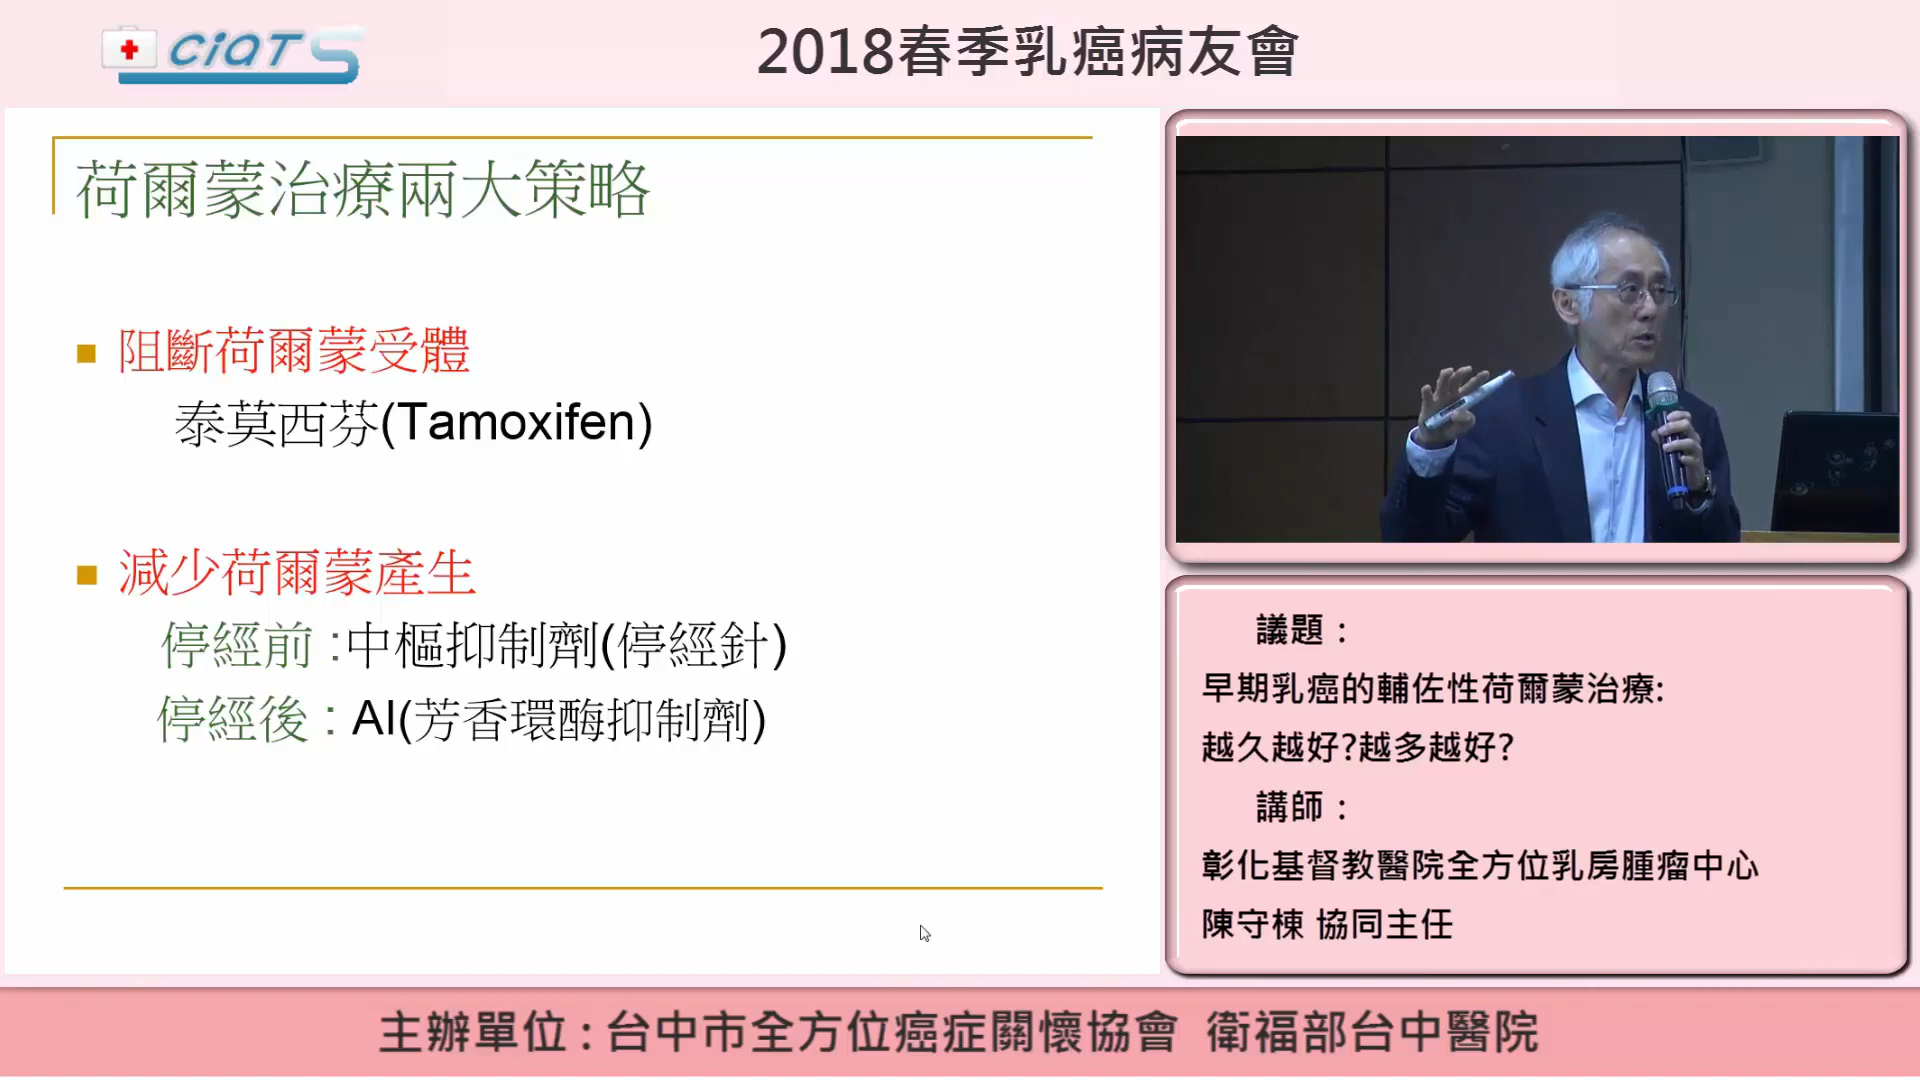 CiQTS
2018春季乳癌病友會
荷爾蒙治療兩大策略
阻斷荷爾蒙受體
泰莫西芬(Tamoxifen)
減少荷爾蒙產生
停經前 :中樞抑制劑(停經針)
停經後 : AI(芳香環酶抑制劑)
議題：
早期乳癌的輔佐性荷爾蒙治療:
越久越好?越多越好?
講師：
彰化基督教醫院全方位乳房腫瘤中心
陳守棟 協同主任
主辦單位 : 台中市全方位癌症關懷協會 衛福部台中醫院